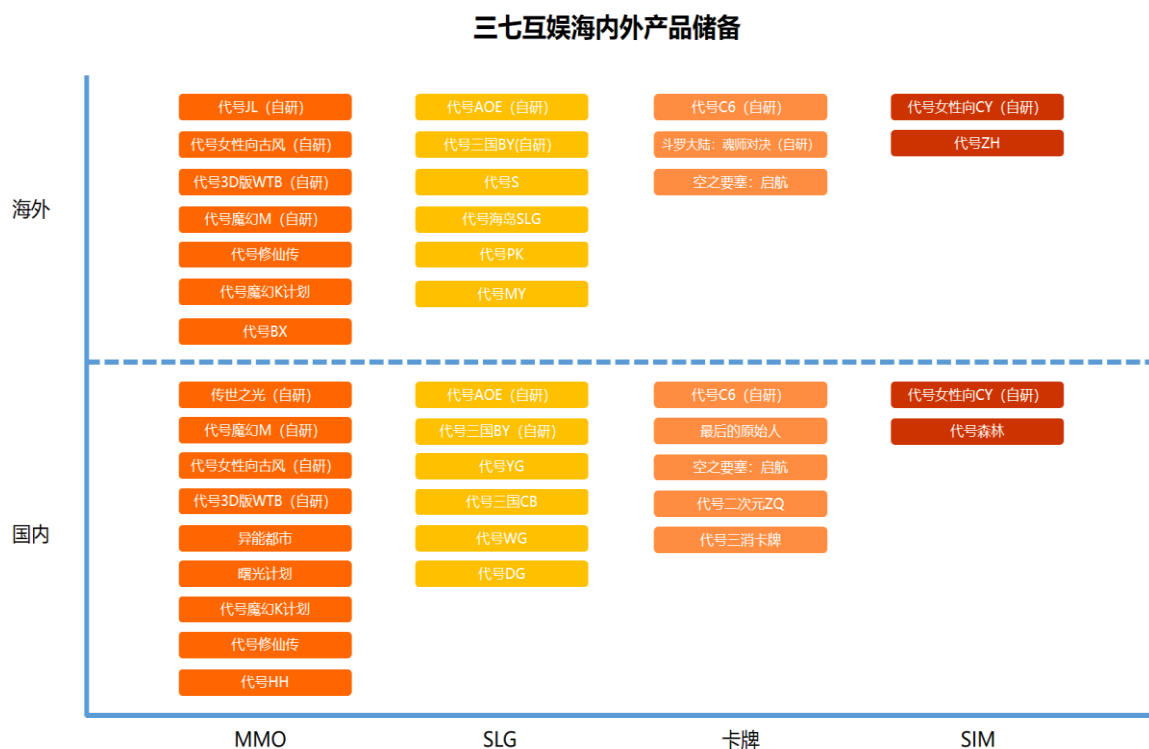 三七互娱海内外产品储备
海外
代号JL（自研）
代号女性向古风（自研）
代号3D版WTB（自研）
代号魔幻M（自研）
代号修仙传
代号魔幻K计划
代号BX
代号AOE（自研）
代号三国BY(自研）
代号S
代号海岛SLG
代号PK
代号MY
代号C6（自研）
斗罗大陆：魂师对决（自研）
空之要塞：启航
代号女性向CY（自研）
代号ZH
国内
传世之光（自研）
代号魔幻M（自研）
代号女性向古风（自研）
代号3D版WTB（自研）
异能都市
曙光计划
代号魔幻K计划
代号修仙传
代号HH
代号AOE（自研）
代号三国BY（自研）
代号YG
代号三国CB
代号WG
代号DG
代号C6（自研）
最后的原始人
空之要塞：启航
代号二次元ZQ
代号三消卡牌
代号女性向CY（自研）
代号森林
MMO
SLG
卡牌
SIM